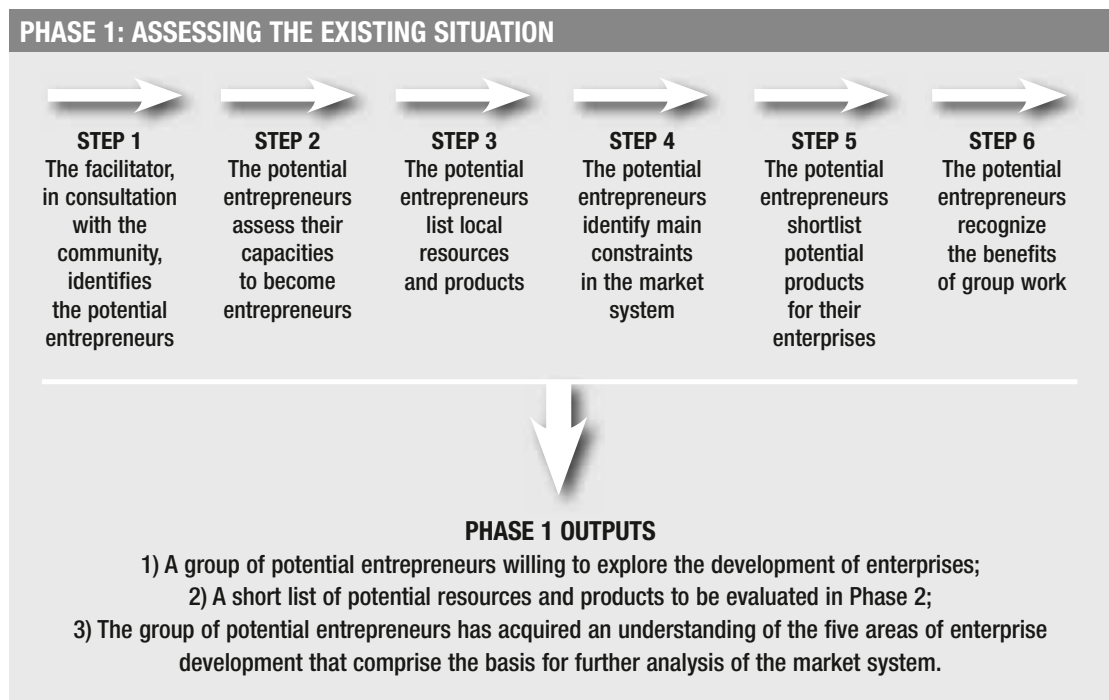 PHASE 1: ASSESSING THE EXISTING SITUATION
STEP 1
The facilitator,
in consultation
with the
community,
identifies
the potential
entrepreneurs
STEP 2
The potential
entrepreneurs
assess their
capacities
to become
entrepreneurs
STEP 3
The potential
entrepreneurs
list local
resources
and products
STEP 4
The potential
entrepreneurs
identify main
constraints
in the market
system
STEP 5
The potential
entrepreneurs
shortlist
potential
products
for their
enterprises
STEP 6
The potential
entrepreneurs
recognize
the benefits
of group work
PHASE 1 OUTPUTS
1) A group of potential entrepreneurs willing to explore the development of enterprises;
2) A short list of potential resources and products to be evaluated in Phase 2;
3) The group of potential entrepreneurs has acquired an understanding of the five areas of enterprise
development that comprise the basis for further analysis of the market system.